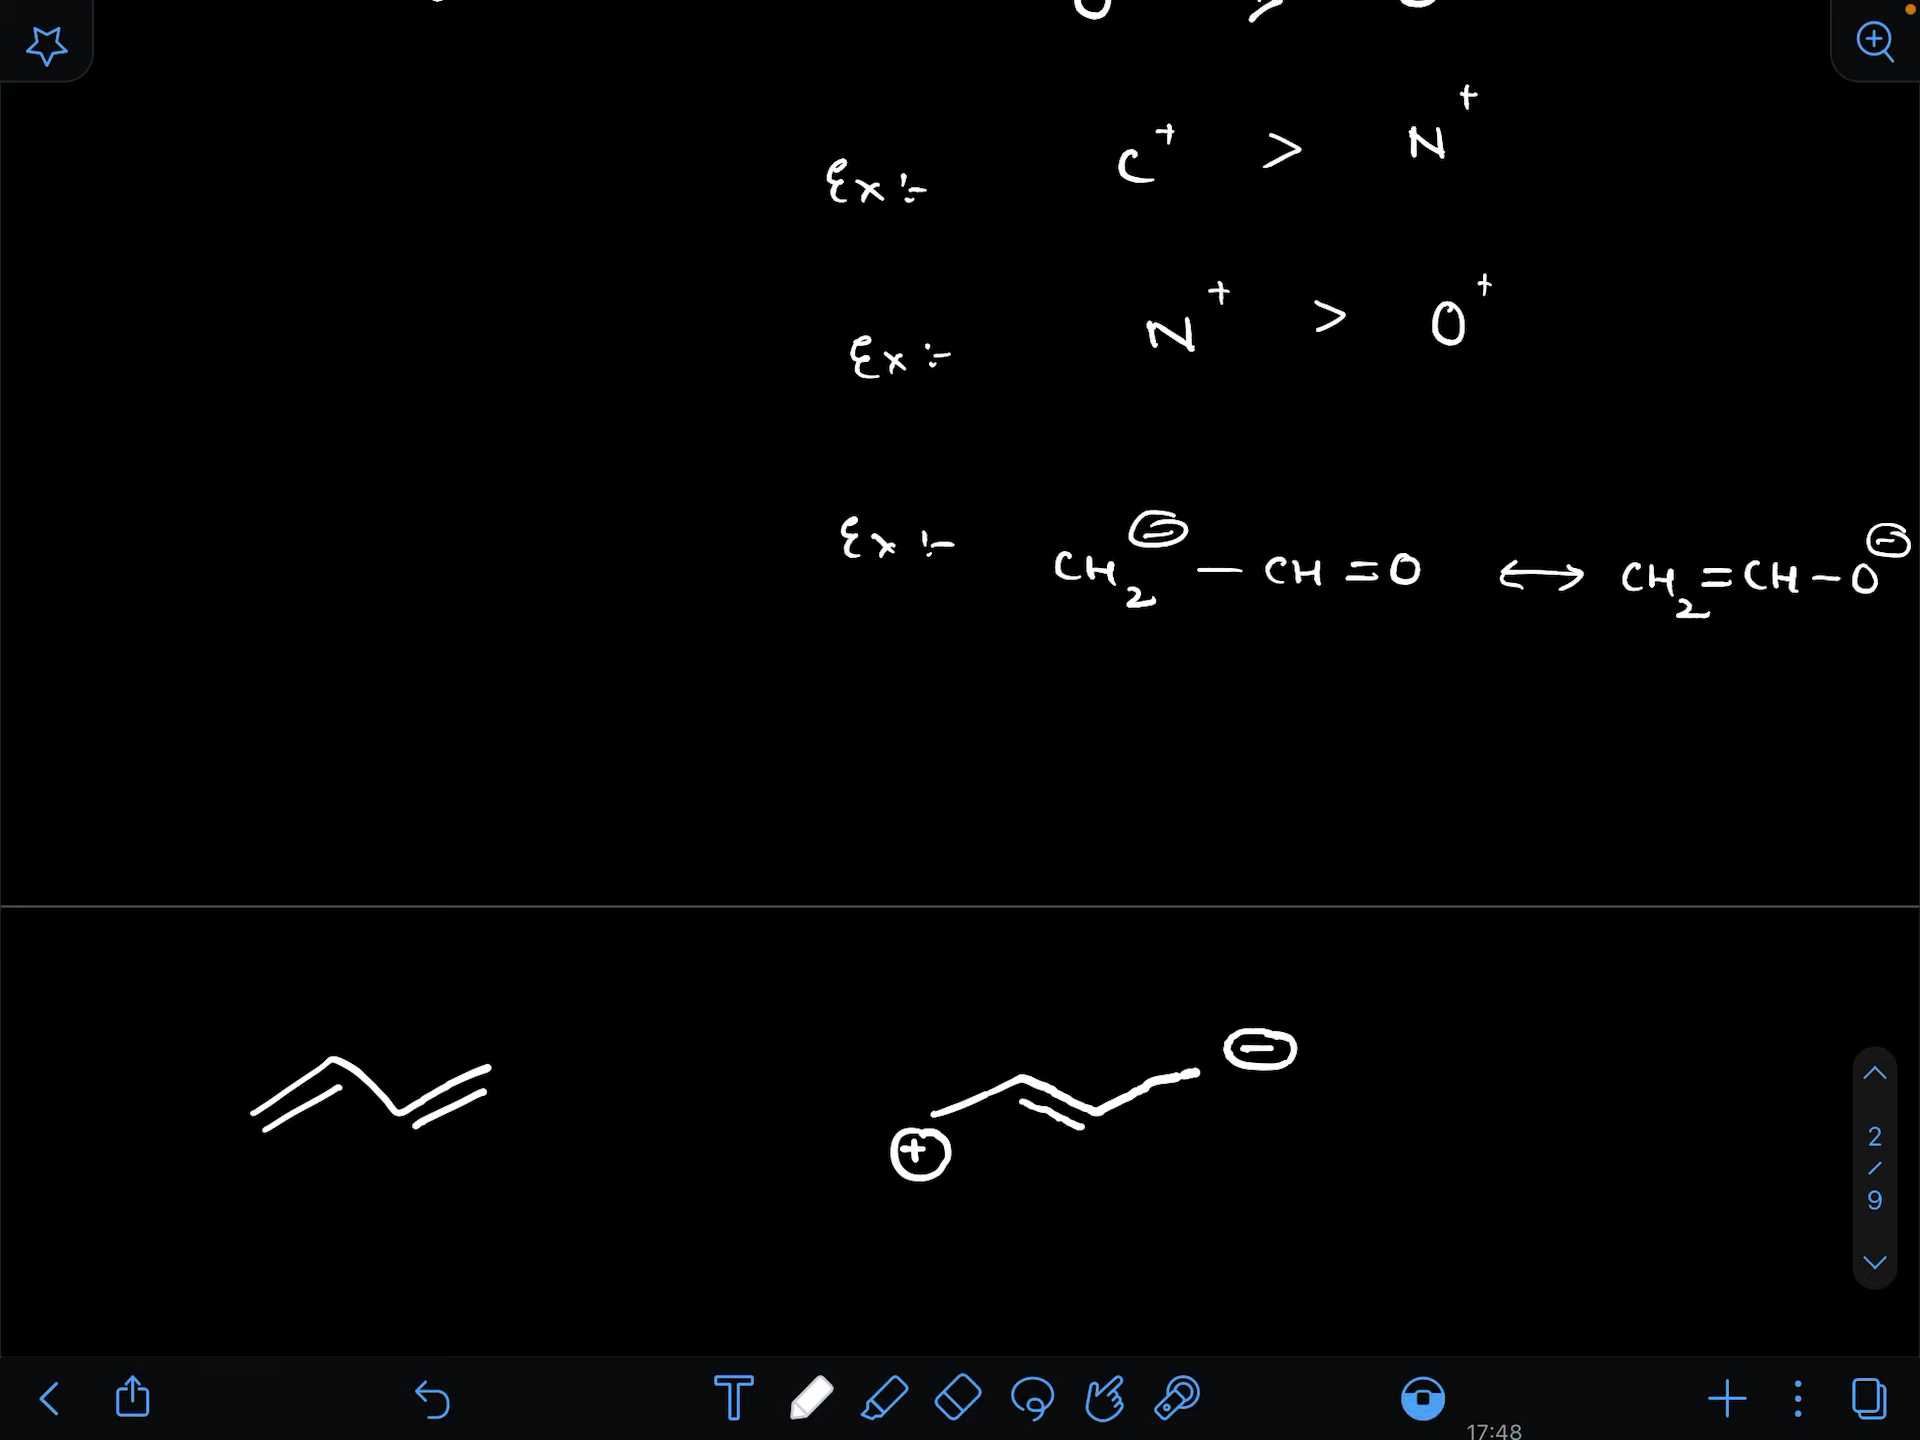 Ex :- C⁺ > N⁺
Ex :- N⁺ > O⁺
Ex :- CH₂⊖ — CH = O ⟷ CH₂ = CH – O⊖
⊖
⊕
2
/
9
17:48